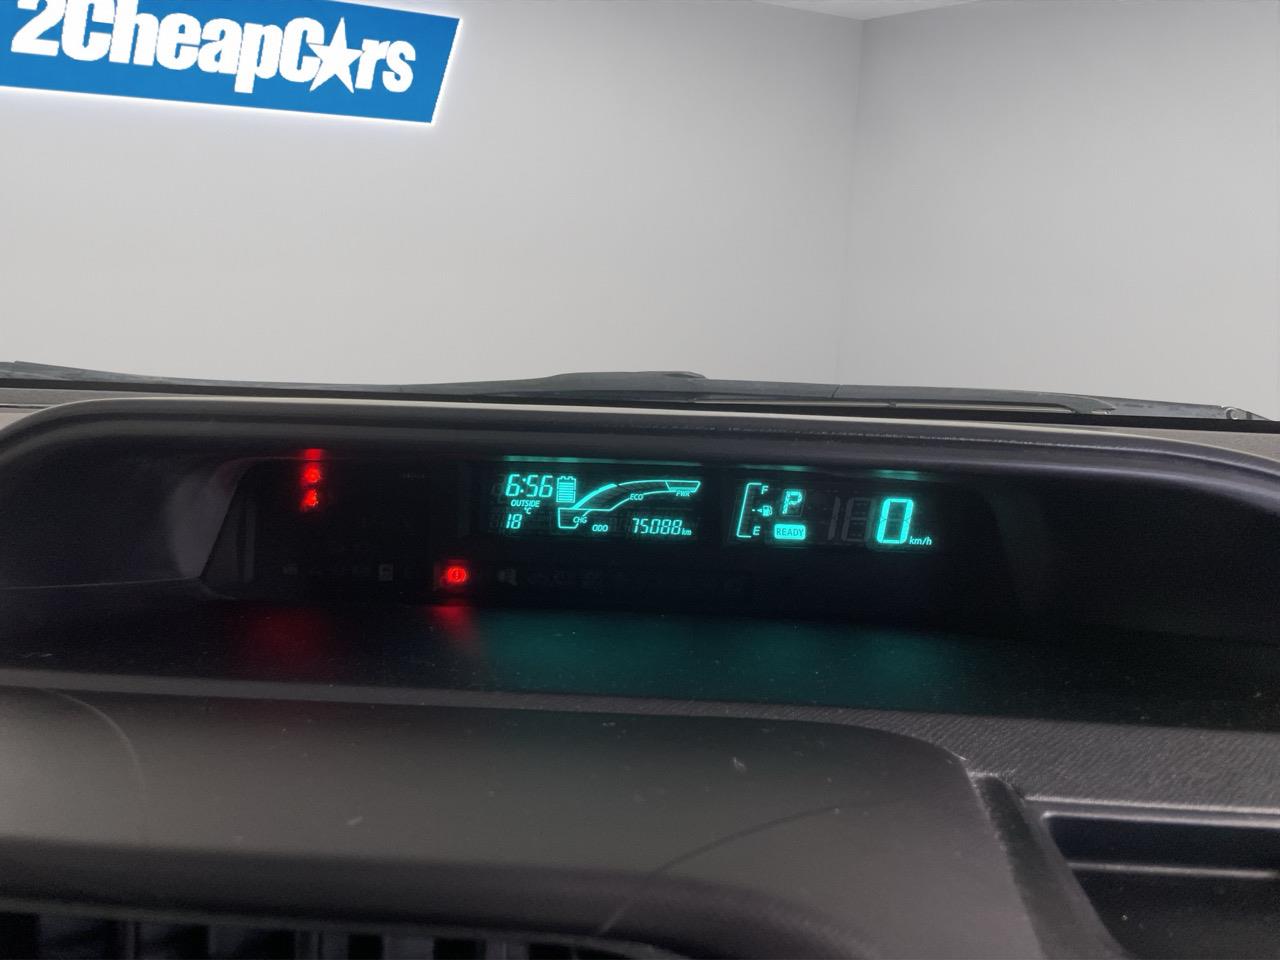 2CheapCars
6:56
OUTSIDE
18 °C
CHG
ECO
PWR
ODO 75088 km
F
E
P
READY
0 km/h